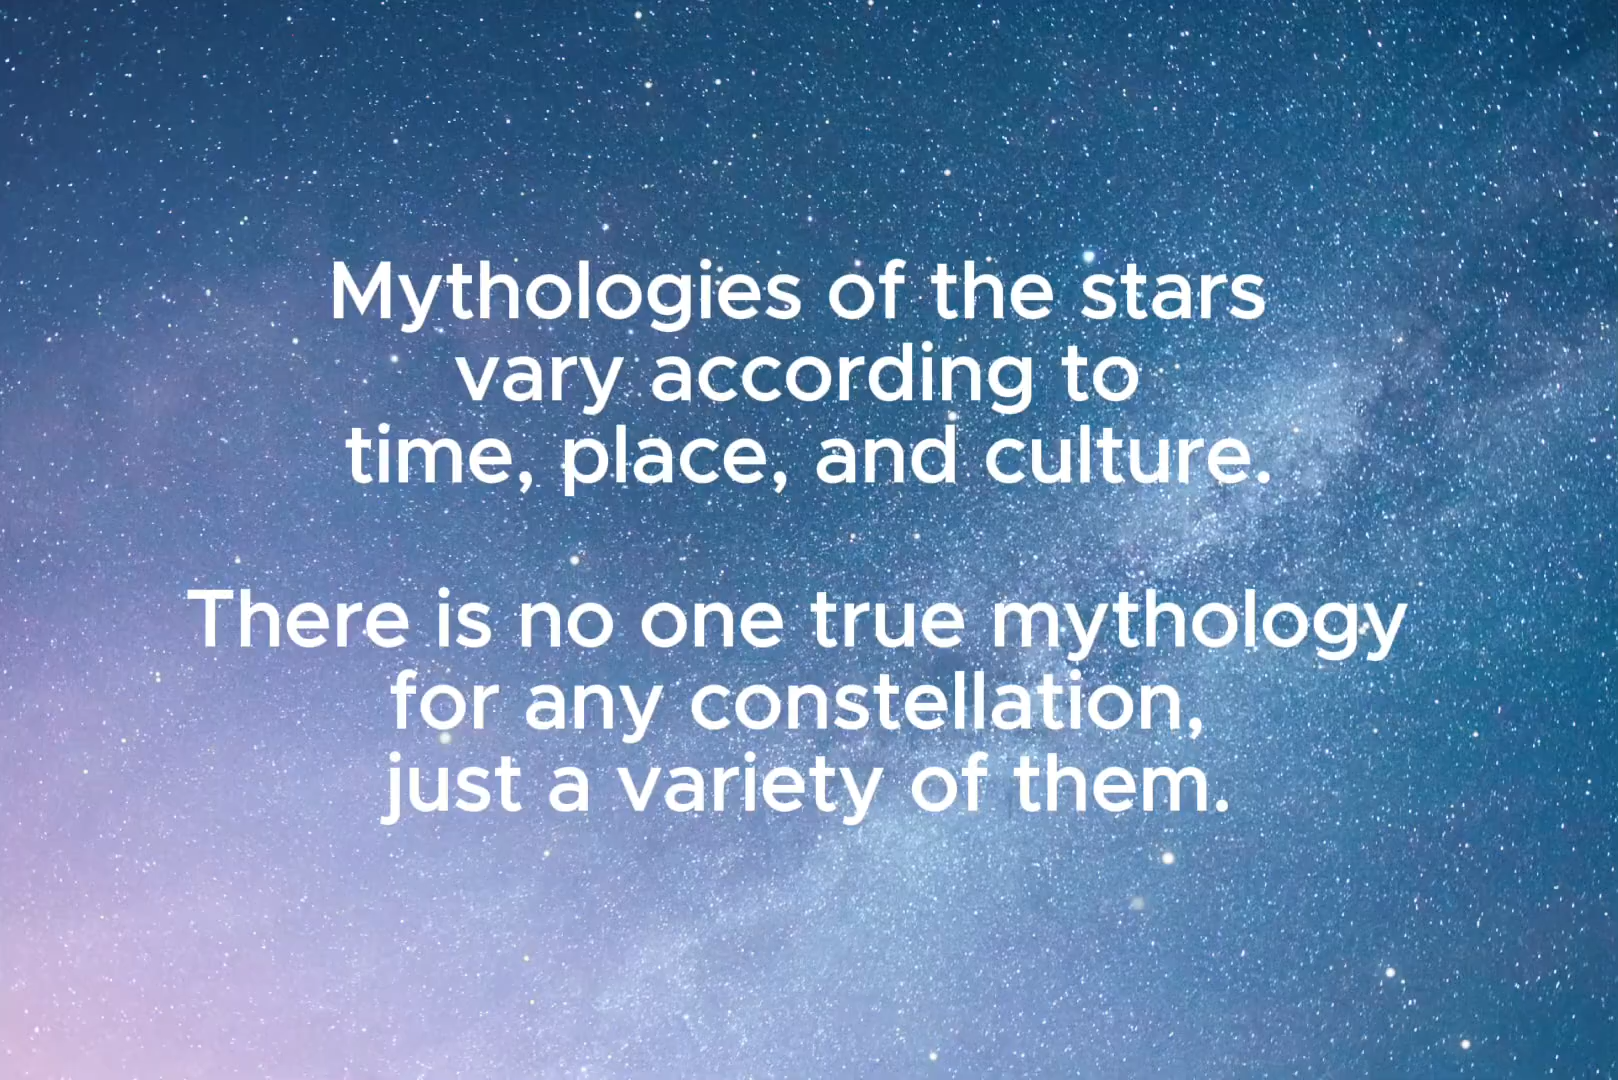 Mythologies of the stars
vary according to
time, place, and culture.
There is no one true mythology
for any constellation,
just a variety of them.